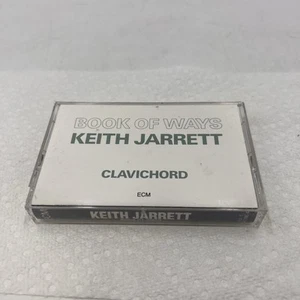 BOOK OF WAYS
KEITH JARRETT
CLAVICHORD
ECM
KEITH JARRETT